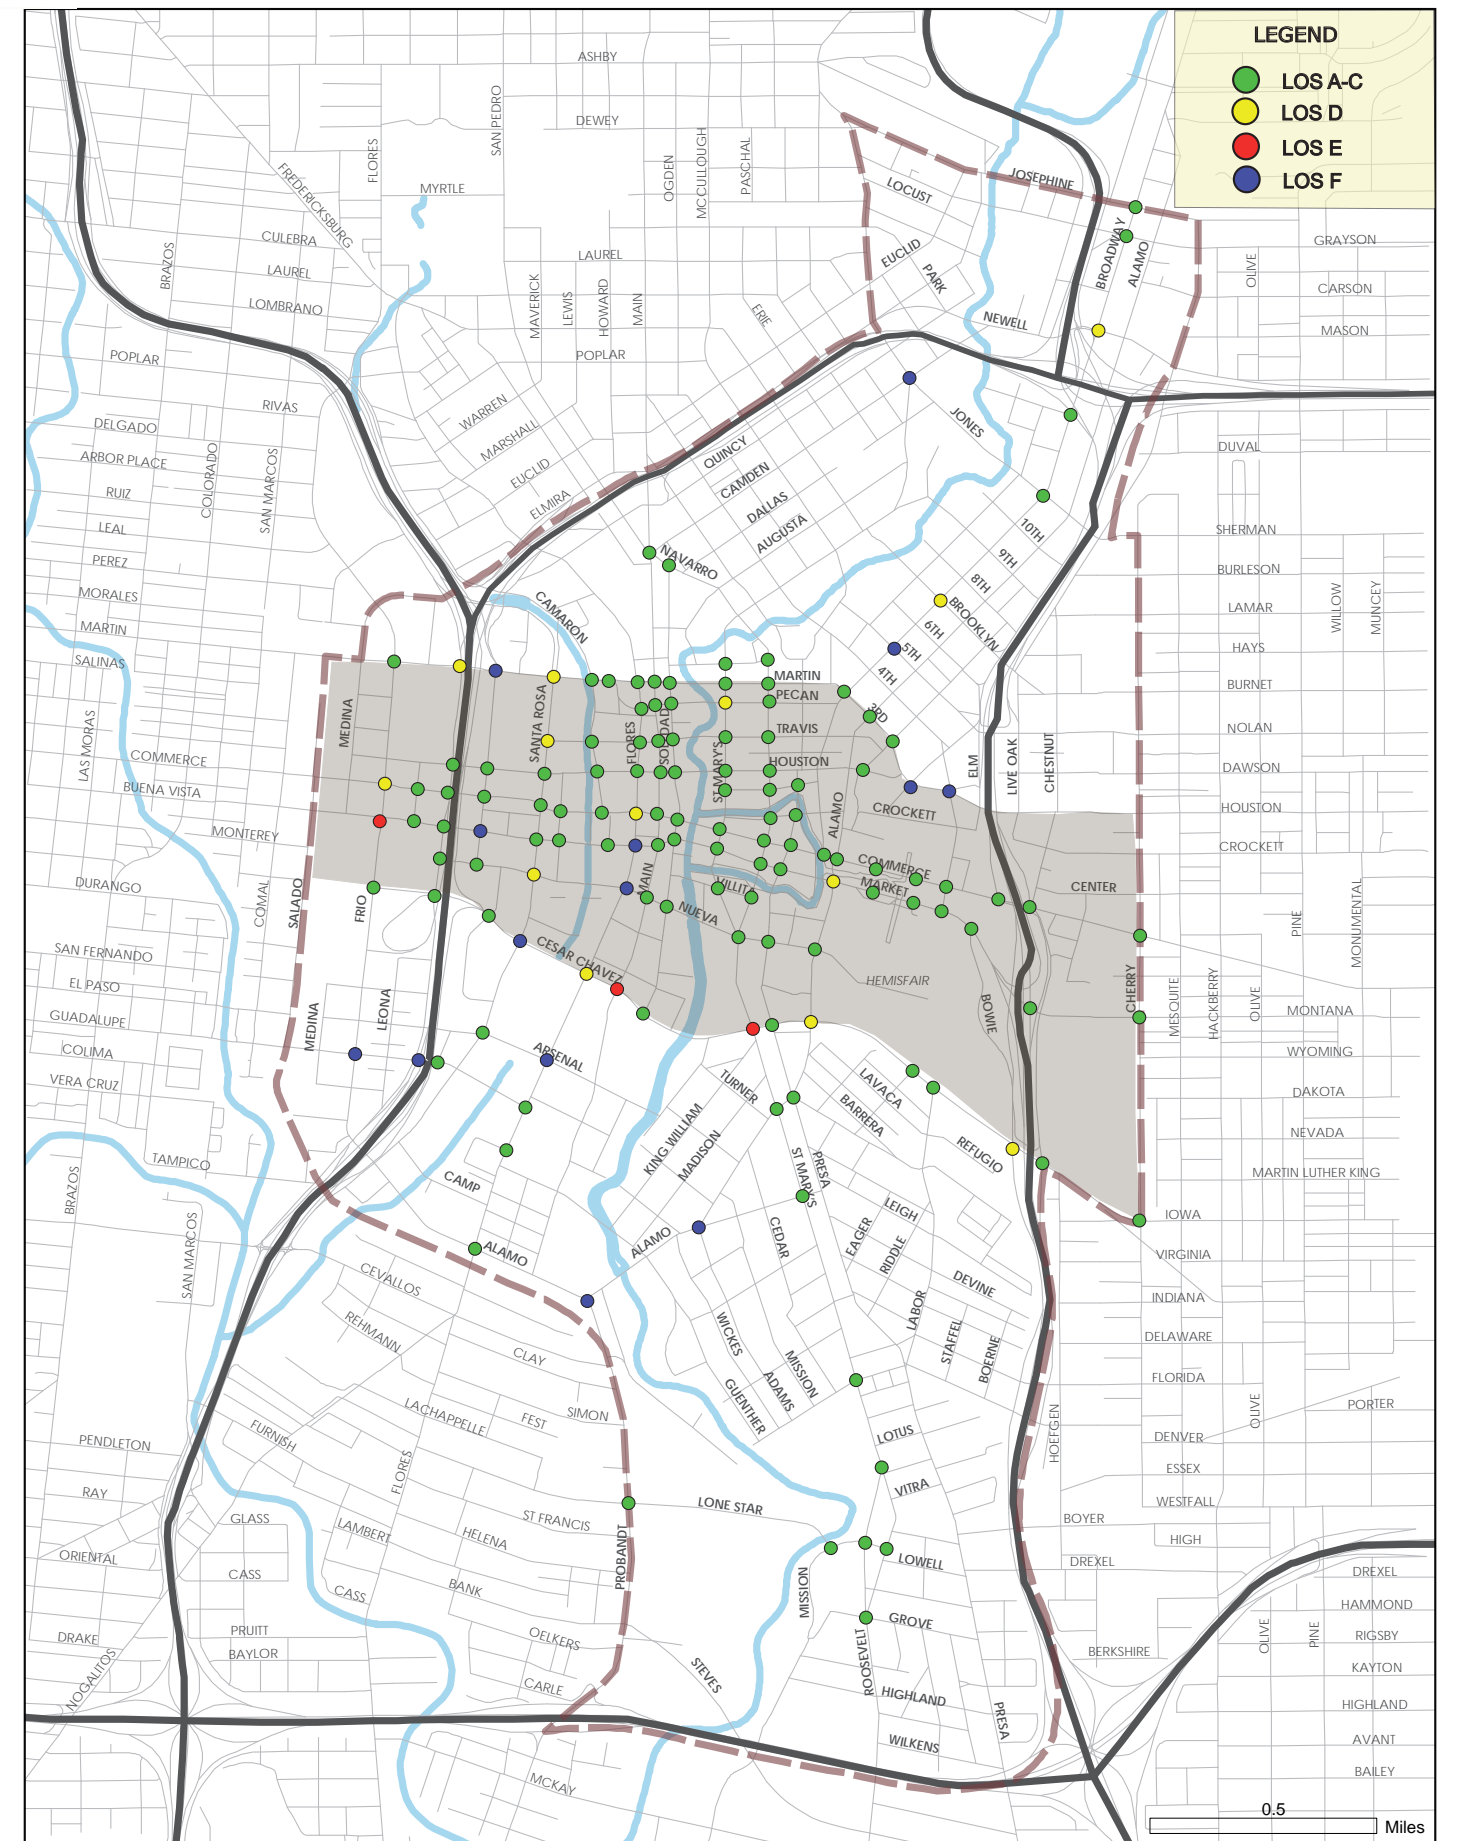 LEGEND
LOS A-C
LOS D
LOS E
LOS F
ASHBY
DEWEY
SAN PEDRO
FLORES
FREDERICKSBURG
MYRTLE
OGDEN
MCCULLOUGH
PASCHAL
LOCUST
JOSEPHINE
BROADWAY
ALAMO
EUCLID
PARK
GRAYSON
OLIVE
CARSON
MASON
CULEBRA
LAUREL
LOMBRANO
BRAZOS
LAUREL
MAVERICK
LEWIS
HOWARD
MAIN
ERIE
NEWELL
POPLAR
POPLAR
RIVAS
WARREN
MARSHALL
EUCLID
ELMIRA
QUINCY
CAMDEN
DALLAS
AUGUSTA
JONES
DELGADO
ARBOR PLACE
RUIZ
LEAL
PEREZ
MORALES
MARTIN
SALINAS
COLORADO
SAN MARCOS
DUVAL
SHERMAN
BURLESON
LAMAR
WILLOW
MUNCEY
HAYS
BURNET
NOLAN
DAWSON
HOUSTON
CROCKETT
NAVARRO
CAMARON
10TH
9TH
8TH
BROOKLYN
6TH
5TH
4TH
3RD
MARTIN
PECAN
TRAVIS
HOUSTON
MEDINA
SANTA ROSA
FLORES
SOLEDAD
ST MARY'S
ALAMO
CROCKETT
ELM
LIVE OAK
CHESTNUT
LAS MORAS
COMMERCE
BUENA VISTA
MONTEREY
DURANGO
COMAL
SALADO
FRIO
MAIN
VILLITA
NUEVA
COMMERCE
MARKET
CENTER
PINE
MONUMENTAL
CESAR CHAVEZ
HEMISFAIR
BOWIE
CHERRY
MESQUITE
HACKBERRY
OLIVE
SAN FERNANDO
EL PASO
GUADALUPE
COLIMA
VERA CRUZ
MEDINA
LEONA
MONTANA
WYOMING
DAKOTA
NEVADA
MARTIN LUTHER KING
IOWA
VIRGINIA
INDIANA
DELAWARE
FLORIDA
ARSENAL
TURNER
KING WILLIAM
MADISON
LAVACA
BARRERA
REFUGIO
ST MARY'S
PRESA
TAMPICO
BRAZOS
SAN MARCOS
CAMP
ALAMO
ALAMO
CEDAR
EAGER
LEIGH
RIDDLE
LABOR
DEVINE
STAFFEL
BOERNE
CEVALLOS
REHMANN
CLAY
WICKES
MISSION
ADAMS
GUENTHER
LACHAPPELLE
FEST
SIMON
FURNISH
FLORES
LOTUS
VITRA
HOEFGEN
OLIVE
PORTER
DENVER
ESSEX
WESTFALL
PENDLETON
RAY
GLASS
ORIENTAL
CASS
LAMBERT
HELENA
ST FRANCIS
LONE STAR
PROBANDT
BANK
CASS
MISSION
LOWELL
GROVE
BOYER
HIGH
DREXEL
DREXEL
HAMMOND
RIGSBY
KAYTON
HIGHLAND
AVANT
BAILEY
OLIVE
PINE
BERKSHIRE
DRAKE
PRUITT
BAYLOR
NOGALITOS
OELKERS
CARLE
STEVES
ROOSEVELT
HIGHLAND
WILKENS
PRESA
MCKAY
0.5
Miles